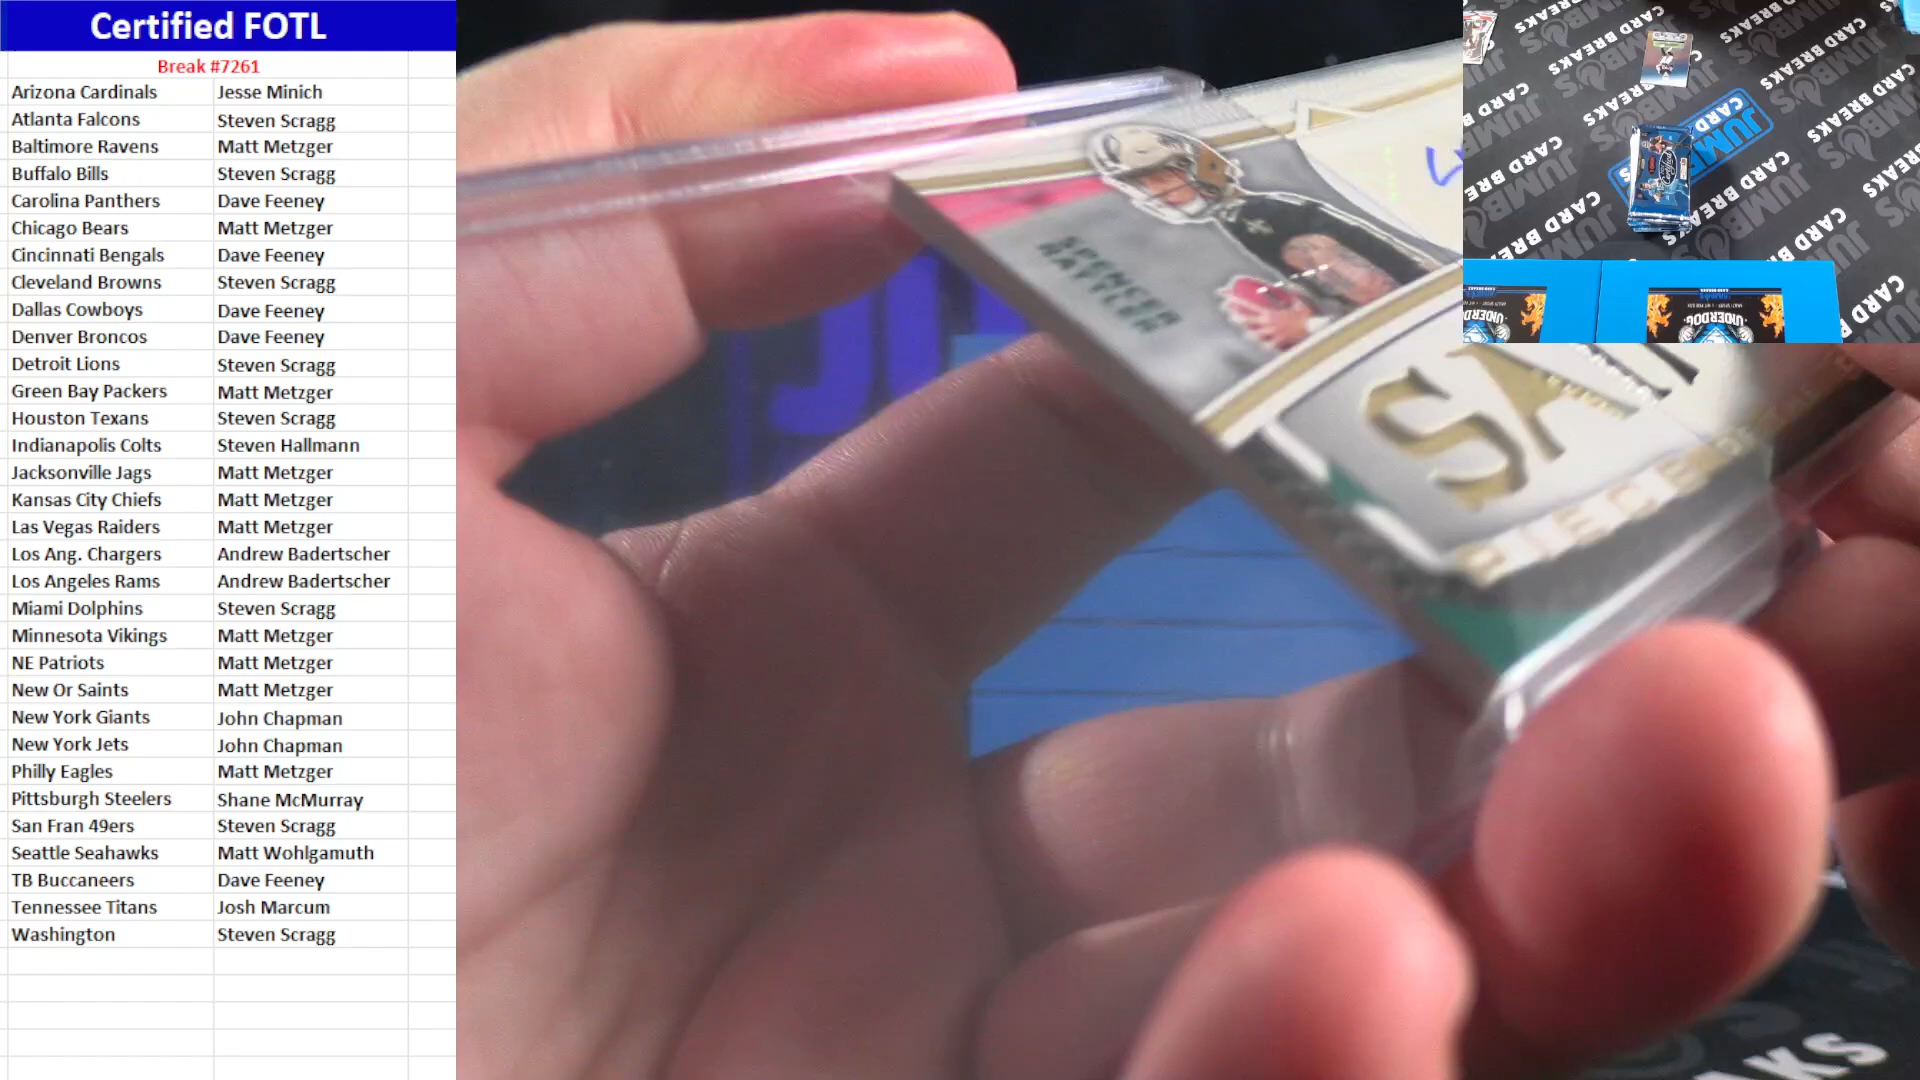 Certified FOTL
Break #7261
Arizona Cardinals Jesse Minich
Atlanta Falcons Steven Scragg
Baltimore Ravens Matt Metzger
Buffalo Bills Steven Scragg
Carolina Panthers Dave Feeney
Chicago Bears Matt Metzger
Cincinnati Bengals Dave Feeney
Cleveland Browns Steven Scragg
Dallas Cowboys Dave Feeney
Denver Broncos Dave Feeney
Detroit Lions Steven Scragg
Green Bay Packers Matt Metzger
Houston Texans Steven Scragg
Indianapolis Colts Steven Hallmann
Jacksonville Jags Matt Metzger
Kansas City Chiefs Matt Metzger
Las Vegas Raiders Matt Metzger
Los Ang. Chargers Andrew Badertscher
Los Angeles Rams Andrew Badertscher
Miami Dolphins Steven Scragg
Minnesota Vikings Matt Metzger
NE Patriots Matt Metzger
New Or Saints Matt Metzger
New York Giants John Chapman
New York Jets John Chapman
Philly Eagles Matt Metzger
Pittsburgh Steelers Shane McMurray
San Fran 49ers Steven Scragg
Seattle Seahawks Matt Wohlgamuth
TB Buccaneers Dave Feeney
Tennessee Titans Josh Marcum
Washington Steven Scragg
SPENCER
RATTLER
JUMBO'S
CARD BREAKS
UNDERDOG